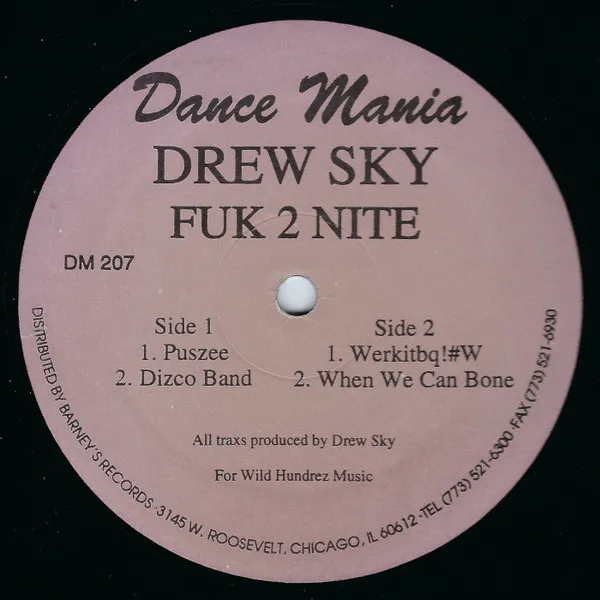 Dance Mania
DREW SKY
FUK 2 NITE
DM 207
Side 1
1. Puszee
2. Dizco Band
Side 2
1. Werkitbq!#W
2. When We Can Bone
All traxs produced by Drew Sky
For Wild Hundrez Music
DISTRIBUTED BY BARNEY'S RECORDS · 3145 W. ROOSEVELT, CHICAGO, IL 60612 · TEL (773) 521-6300 · FAX (773) 521-6930